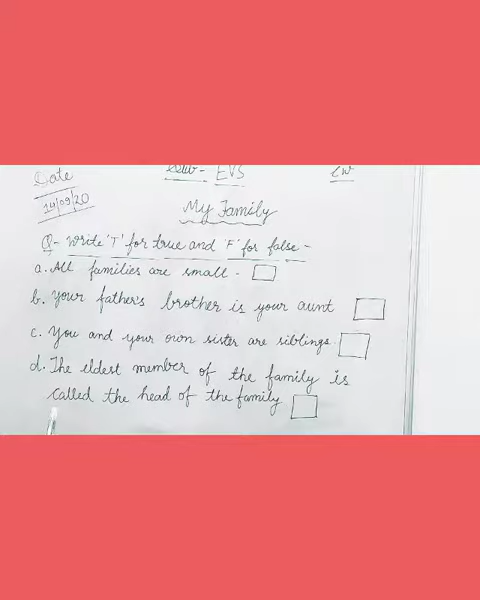 Date
Sub- EVS
CW
14/09/20
My Family
Q- Write 'T' for true and 'F' for false -
a. All families are small.
b. Your father's brother is your aunt
c. You and your own sister are siblings.
d. The eldest member of the family is
called the head of the family